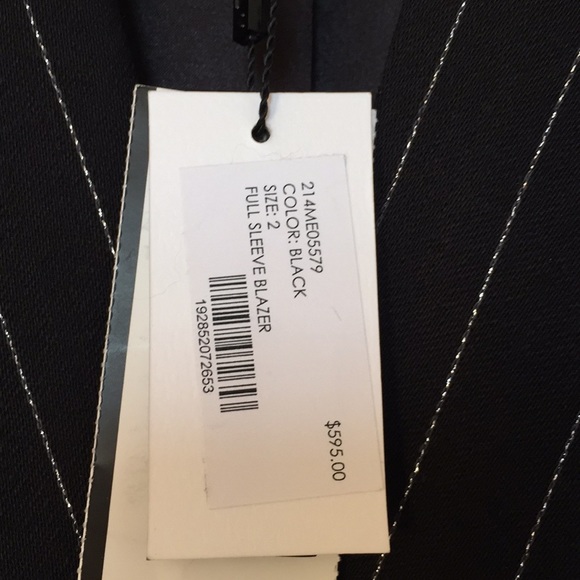 214ME05579
COLOR: BLACK
SIZE: 2
FULL SLEEVE BLAZER
192852072653
$595.00